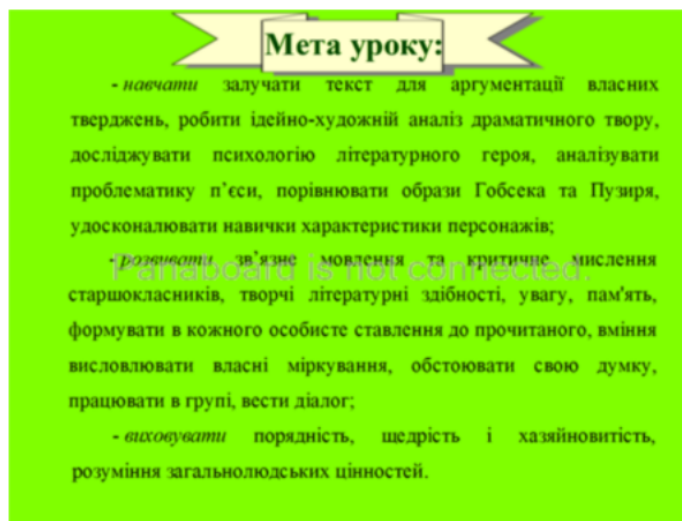 Мета уроку:
- навчати залучати текст для аргументації власних
тверджень, робити ідейно-художній аналіз драматичного твору,
досліджувати психологію літературного героя, аналізувати
проблематику п’єси, порівнювати образи Гобсека та Пузиря,
удосконалювати навички характеристики персонажів;
- розвивати зв’язне мовлення та критичне мислення
Panaboard is not connected.
старшокласників, творчі літературні здібності, увагу, пам'ять,
формувати в кожного особисте ставлення до прочитаного, вміння
висловлювати власні міркування, обстоювати свою думку,
працювати в групі, вести діалог;
- виховувати порядність, щедрість і хазяйновитість,
розуміння загальнолюдських цінностей.